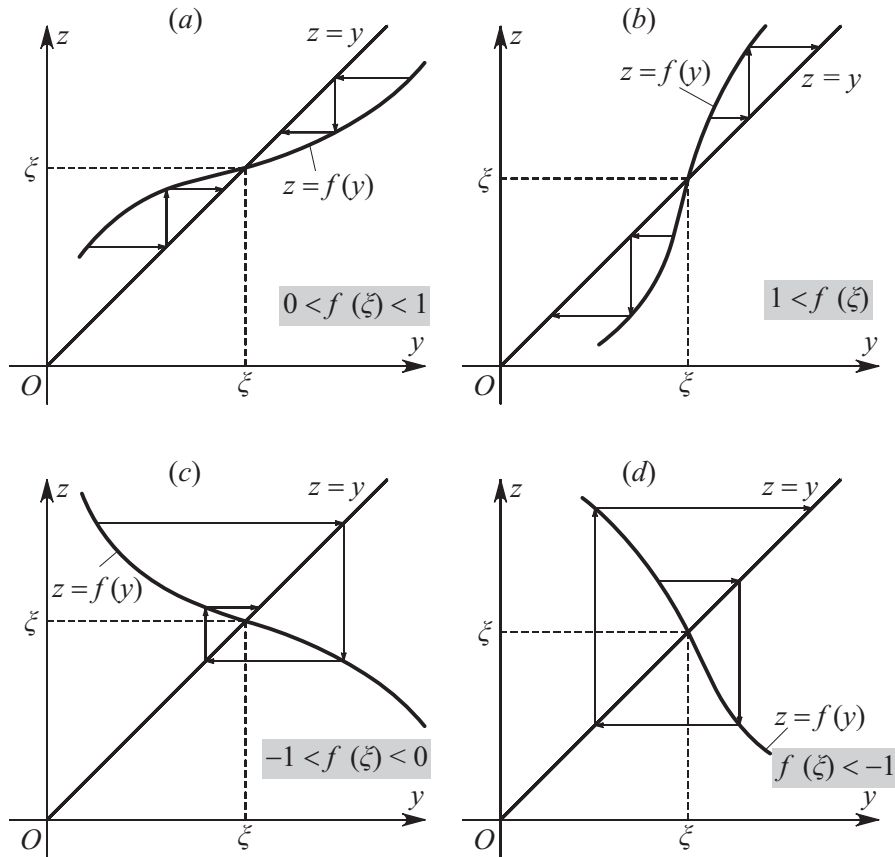 (a)
z
z = y
ξ
z = f(y)
0 < f (ξ) < 1
y
O
ξ
(b)
z
z = f(y)
z = y
ξ
1 < f (ξ)
y
O
ξ
(c)
z
z = y
z = f(y)
ξ
−1 < f (ξ) < 0
y
O
ξ
(d)
z
z = y
ξ
z = f(y)
f (ξ) < −1
y
O
ξ